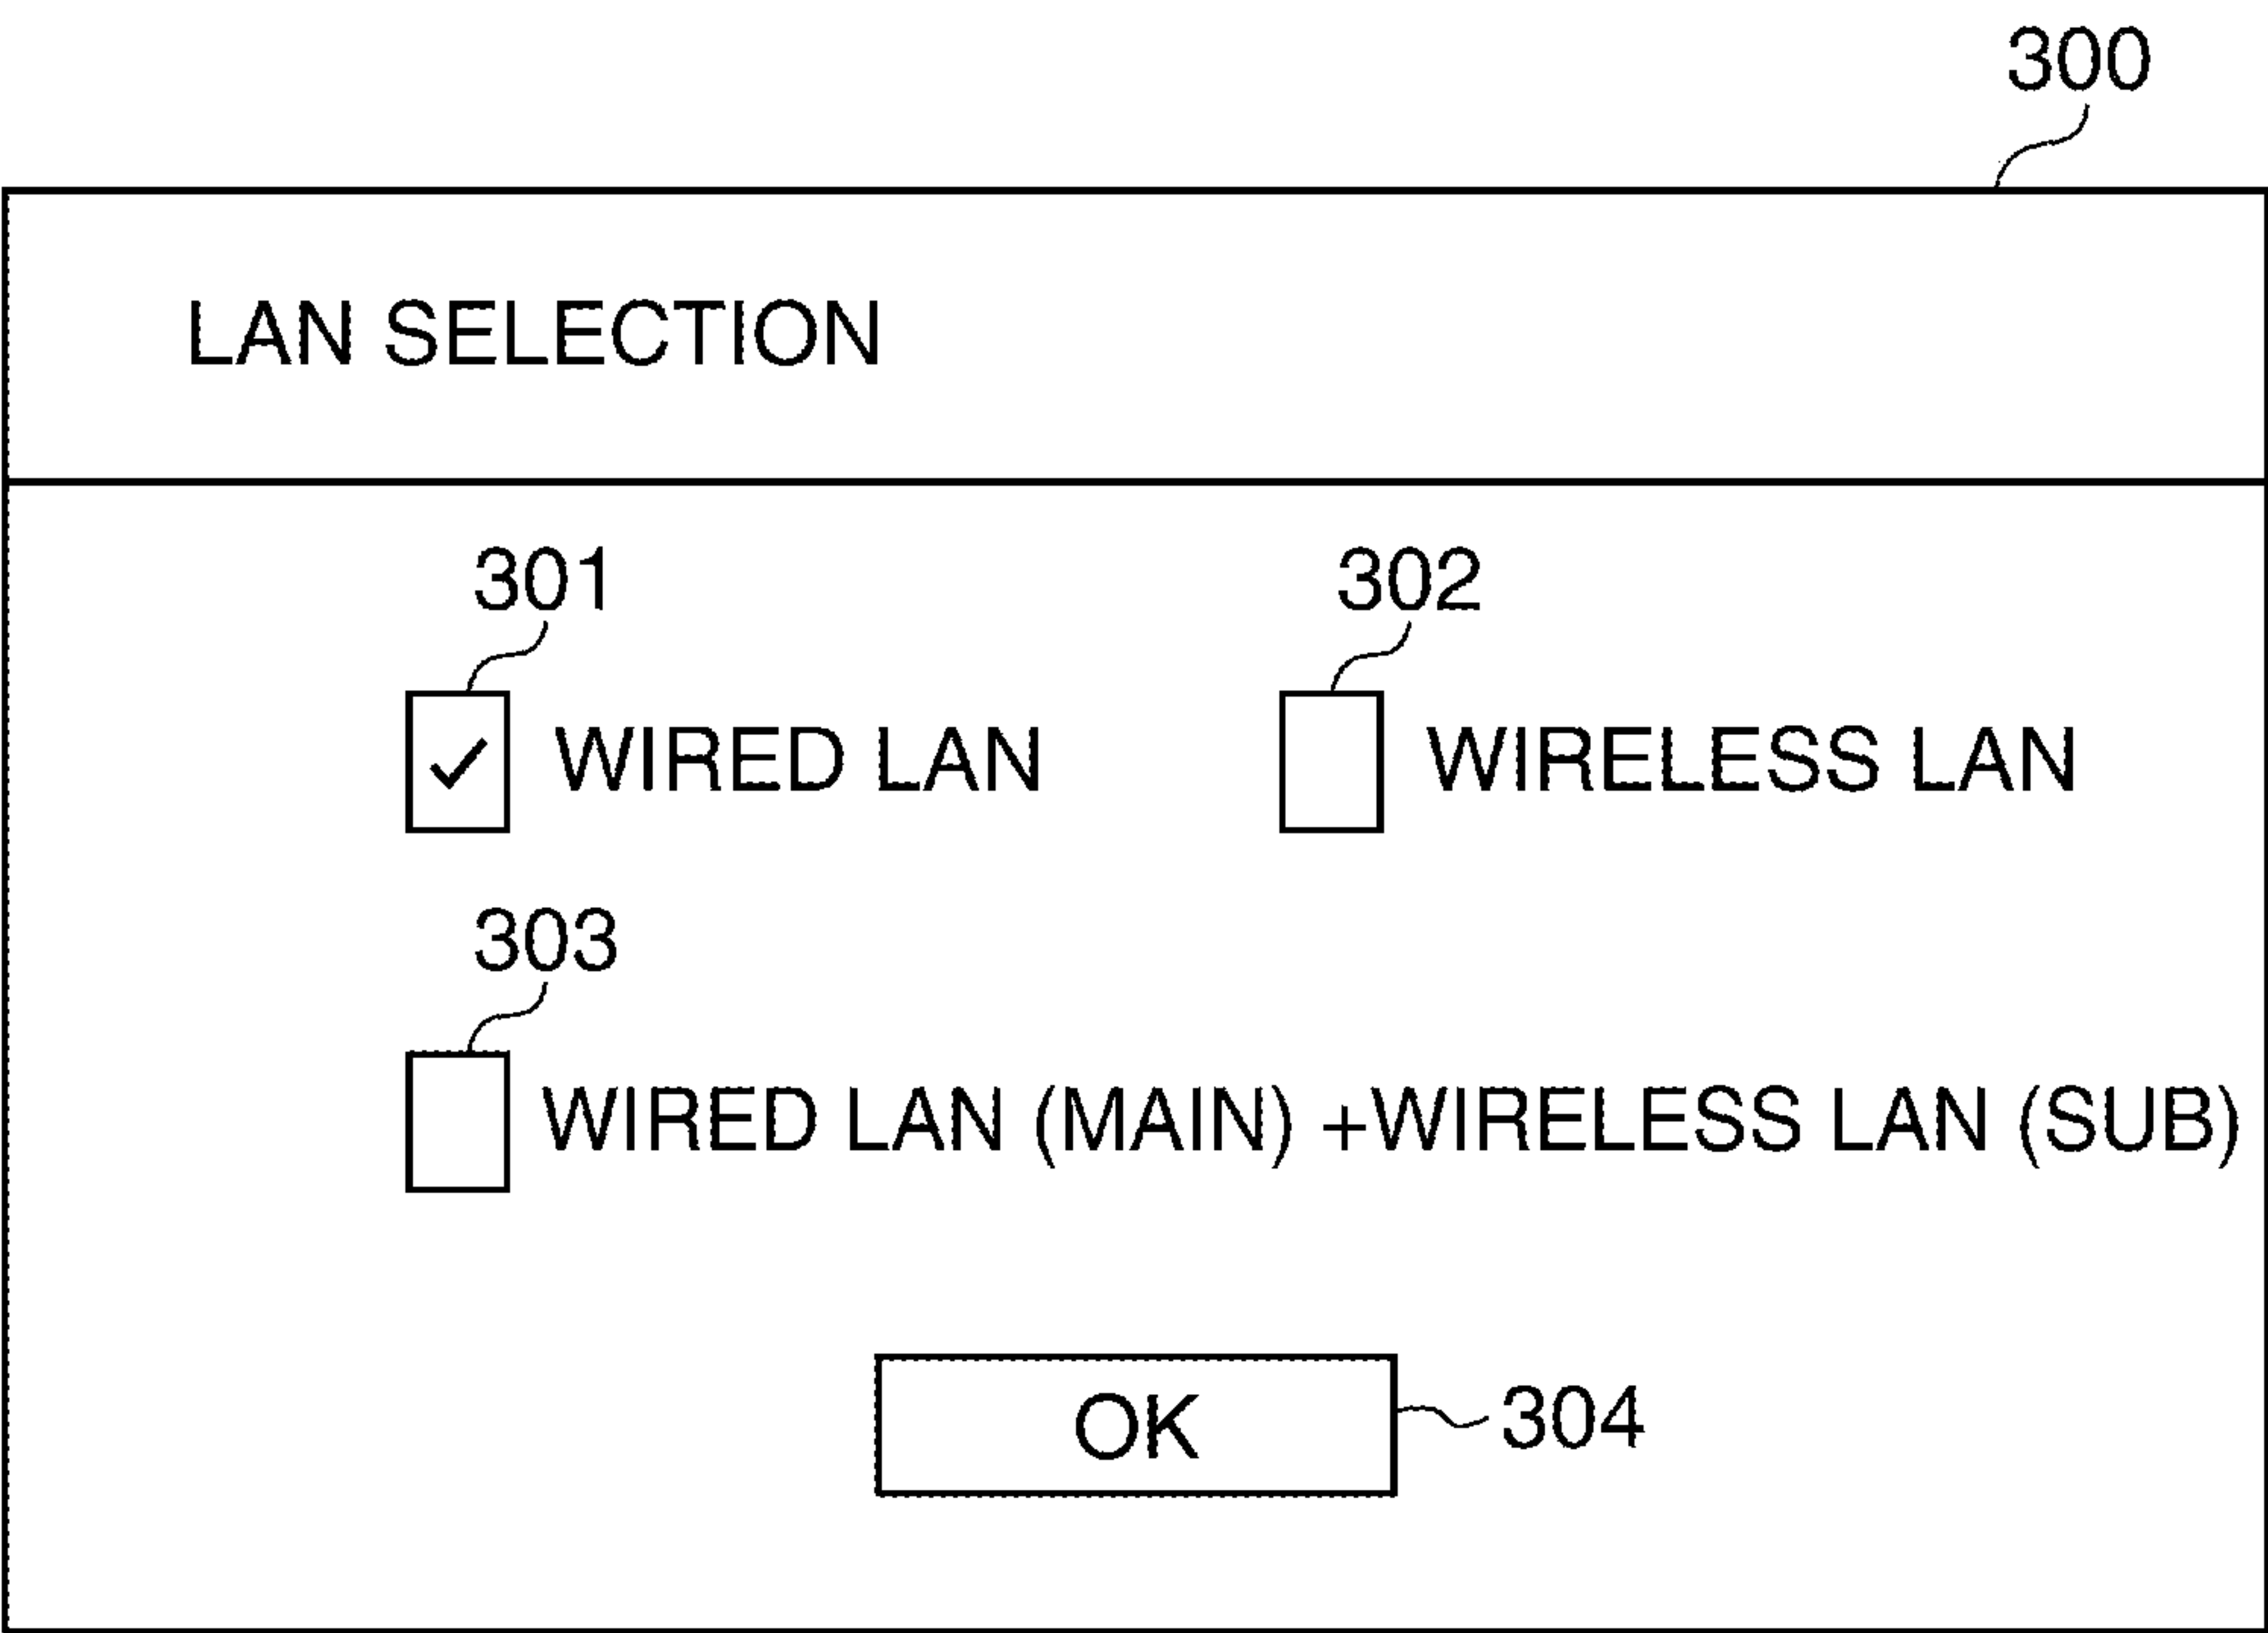 300
LAN SELECTION
301 302
✓ WIRED LAN WIRELESS LAN
303
WIRED LAN (MAIN) +WIRELESS LAN (SUB)
OK 304